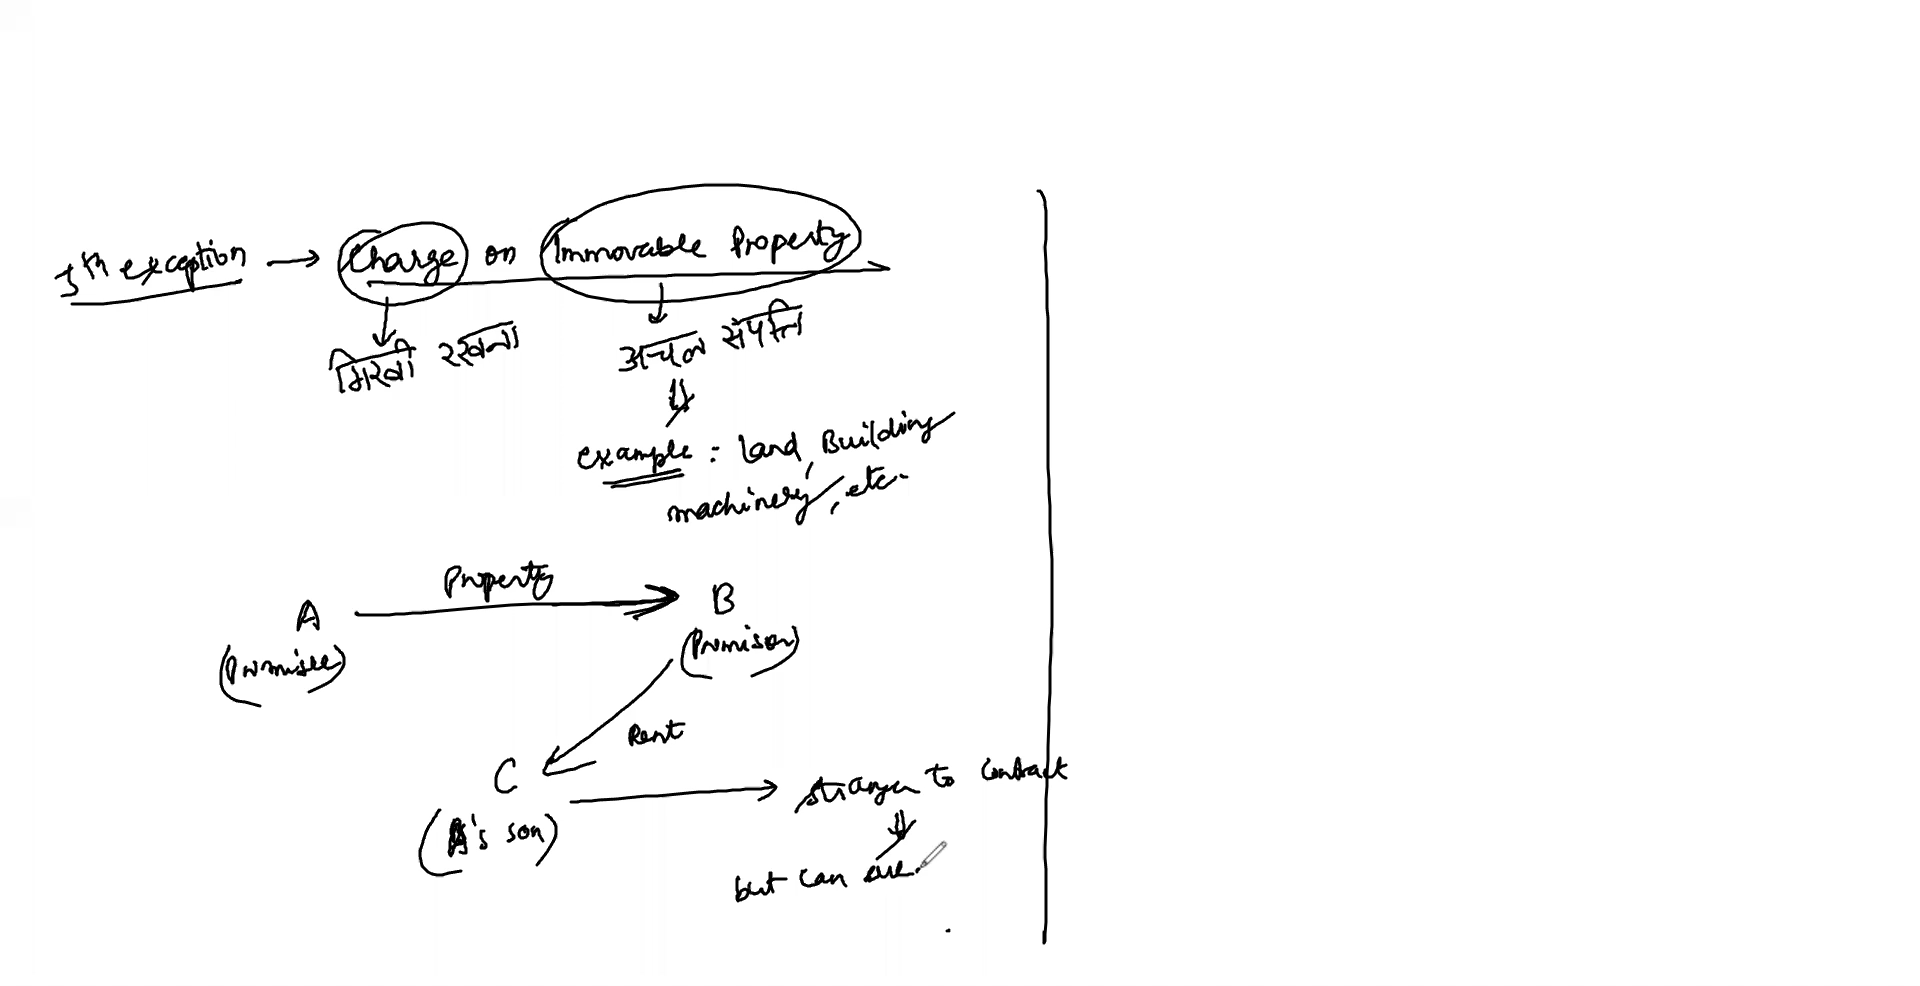 5th exception → Charge on Immovable Property
गिरवी रखना अचल संपत्ति
example : Land, Building
machinery, etc.
Property
A B
(Promisee) (Promisor)
Rent
C stranger to contract
(A's son)
but can sue.